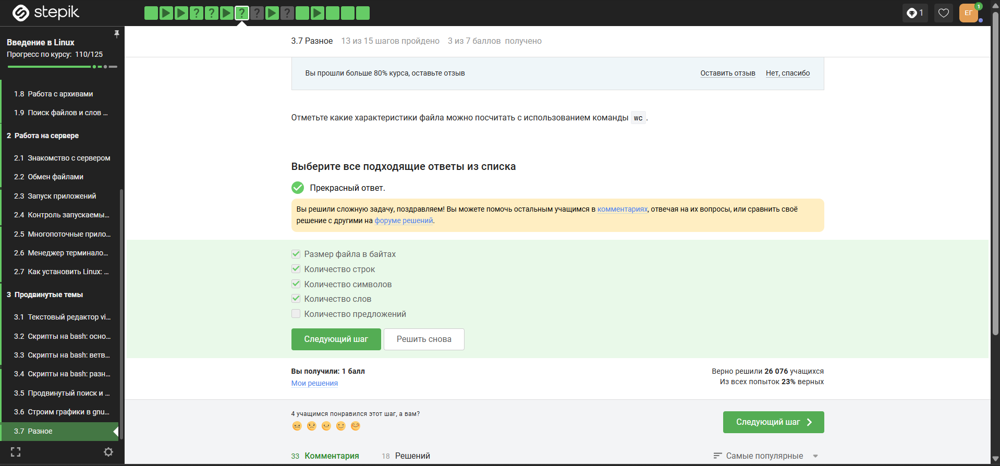 stepik
? ? ? ? ?
1
ЕГ
1
Введение в Linux
Прогресс по курсу: 110/125
1.8 Работа с архивами
1.9 Поиск файлов и слов ...
2 Работа на сервере
2.1 Знакомство с сервером
2.2 Обмен файлами
2.3 Запуск приложений
2.4 Контроль запускаемы...
2.5 Многопоточные прило...
2.6 Менеджер терминало...
2.7 Как установить Linux: ...
3 Продвинутые темы
3.1 Текстовый редактор vi...
3.2 Скрипты на bash: осно...
3.3 Скрипты на bash: ветв...
3.4 Скрипты на bash: разн...
3.5 Продвинутый поиск и ...
3.6 Строим графики в gnu...
3.7 Разное
3.7 Разное 13 из 15 шагов пройдено 3 из 7 баллов получено
Вы прошли больше 80% курса, оставьте отзыв Оставить отзыв Нет, спасибо
Отметьте какие характеристики файла можно посчитать с использованием команды wc.
Выберите все подходящие ответы из списка
Прекрасный ответ.
Вы решили сложную задачу, поздравляем! Вы можете помочь остальным учащимся в комментариях, отвечая на их вопросы, или сравнить своё
решение с другими на форуме решений.
Размер файла в байтах
Количество строк
Количество символов
Количество слов
Количество предложений
Следующий шаг Решить снова
Вы получили: 1 балл
Мои решения
Верно решили 26 076 учащихся
Из всех попыток 23% верных
4 учащимся понравился этот шаг, а вам?
Следующий шаг
33 Комментария 18 Решений Самые популярные